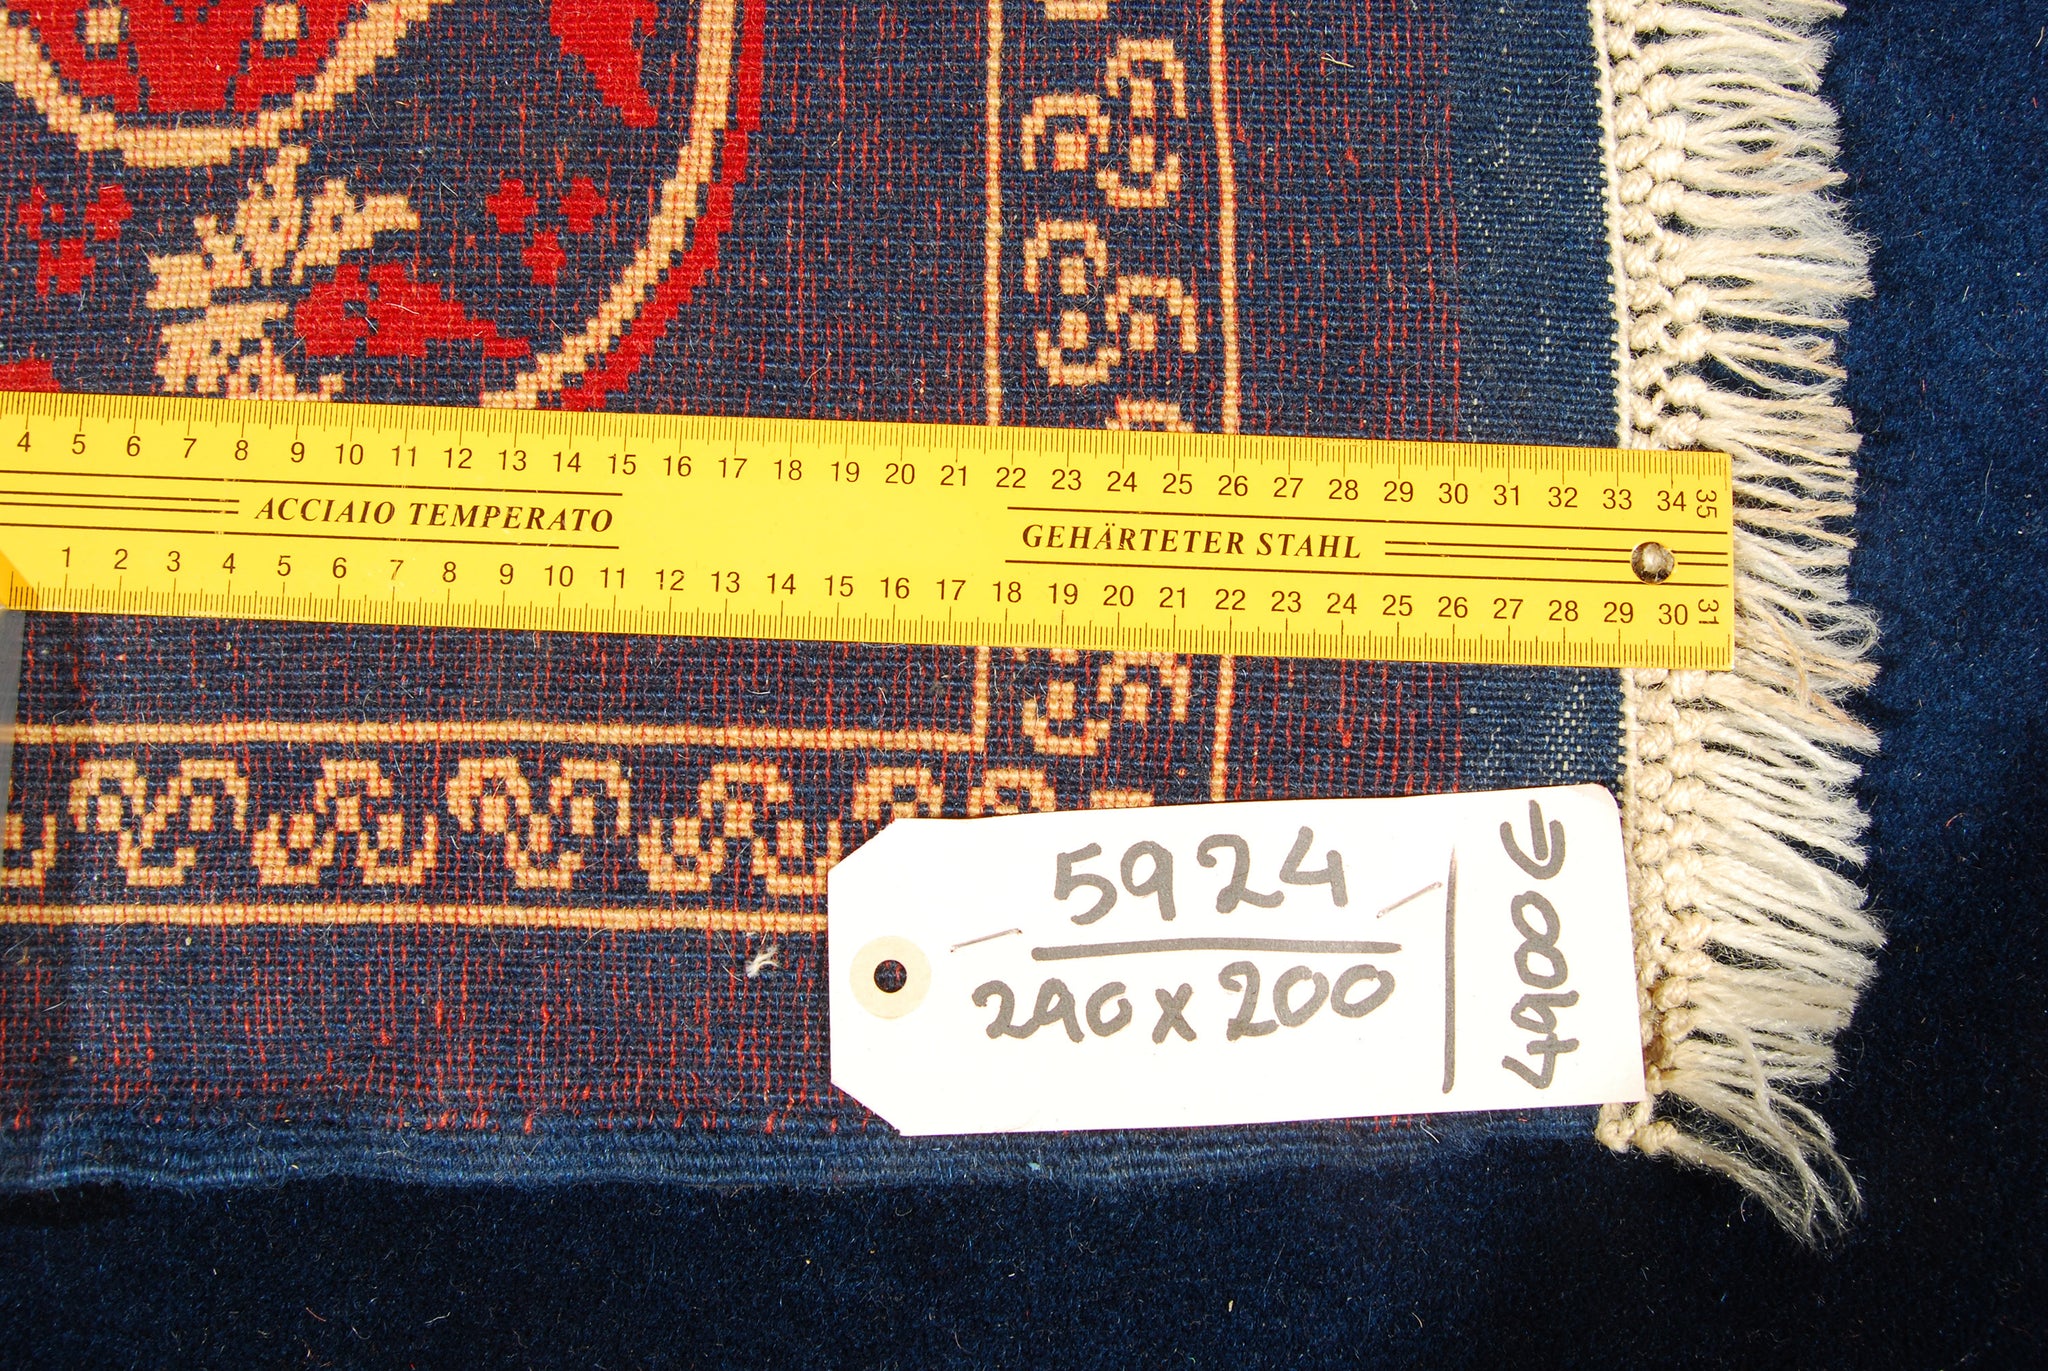 4 5 6 7 8 9 10 11 12 13 14 15 16 17 18 19 20 21 22 23 24 25 26 27 28 29 30 31 32 33 34 35
ACCIAIO TEMPERATO
GEHÄRTETER STAHL
1 2 3 4 5 6 7 8 9 10 11 12 13 14 15 16 17 18 19 20 21 22 23 24 25 26 27 28 29 30 31
5924
290x200
4900€